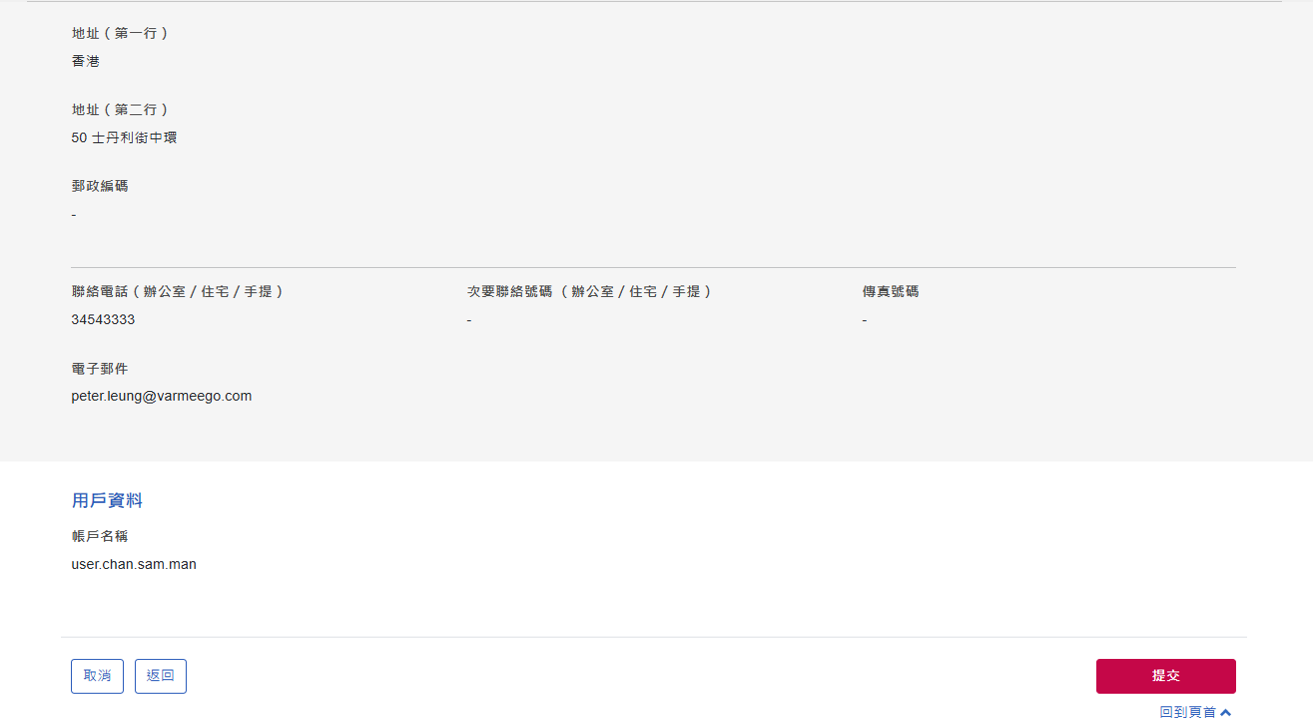 地址（第一行）
香港
地址（第二行）
50 士丹利街中環
郵政編碼
-
聯絡電話（辦公室 / 住宅 / 手提） 次要聯絡號碼 （辦公室 / 住宅 / 手提） 傳真號碼
34543333 - -
電子郵件
peter.leung@varmeego.com
用戶資料
帳戶名稱
user.chan.sam.man
取消 返回 提交
回到頁首